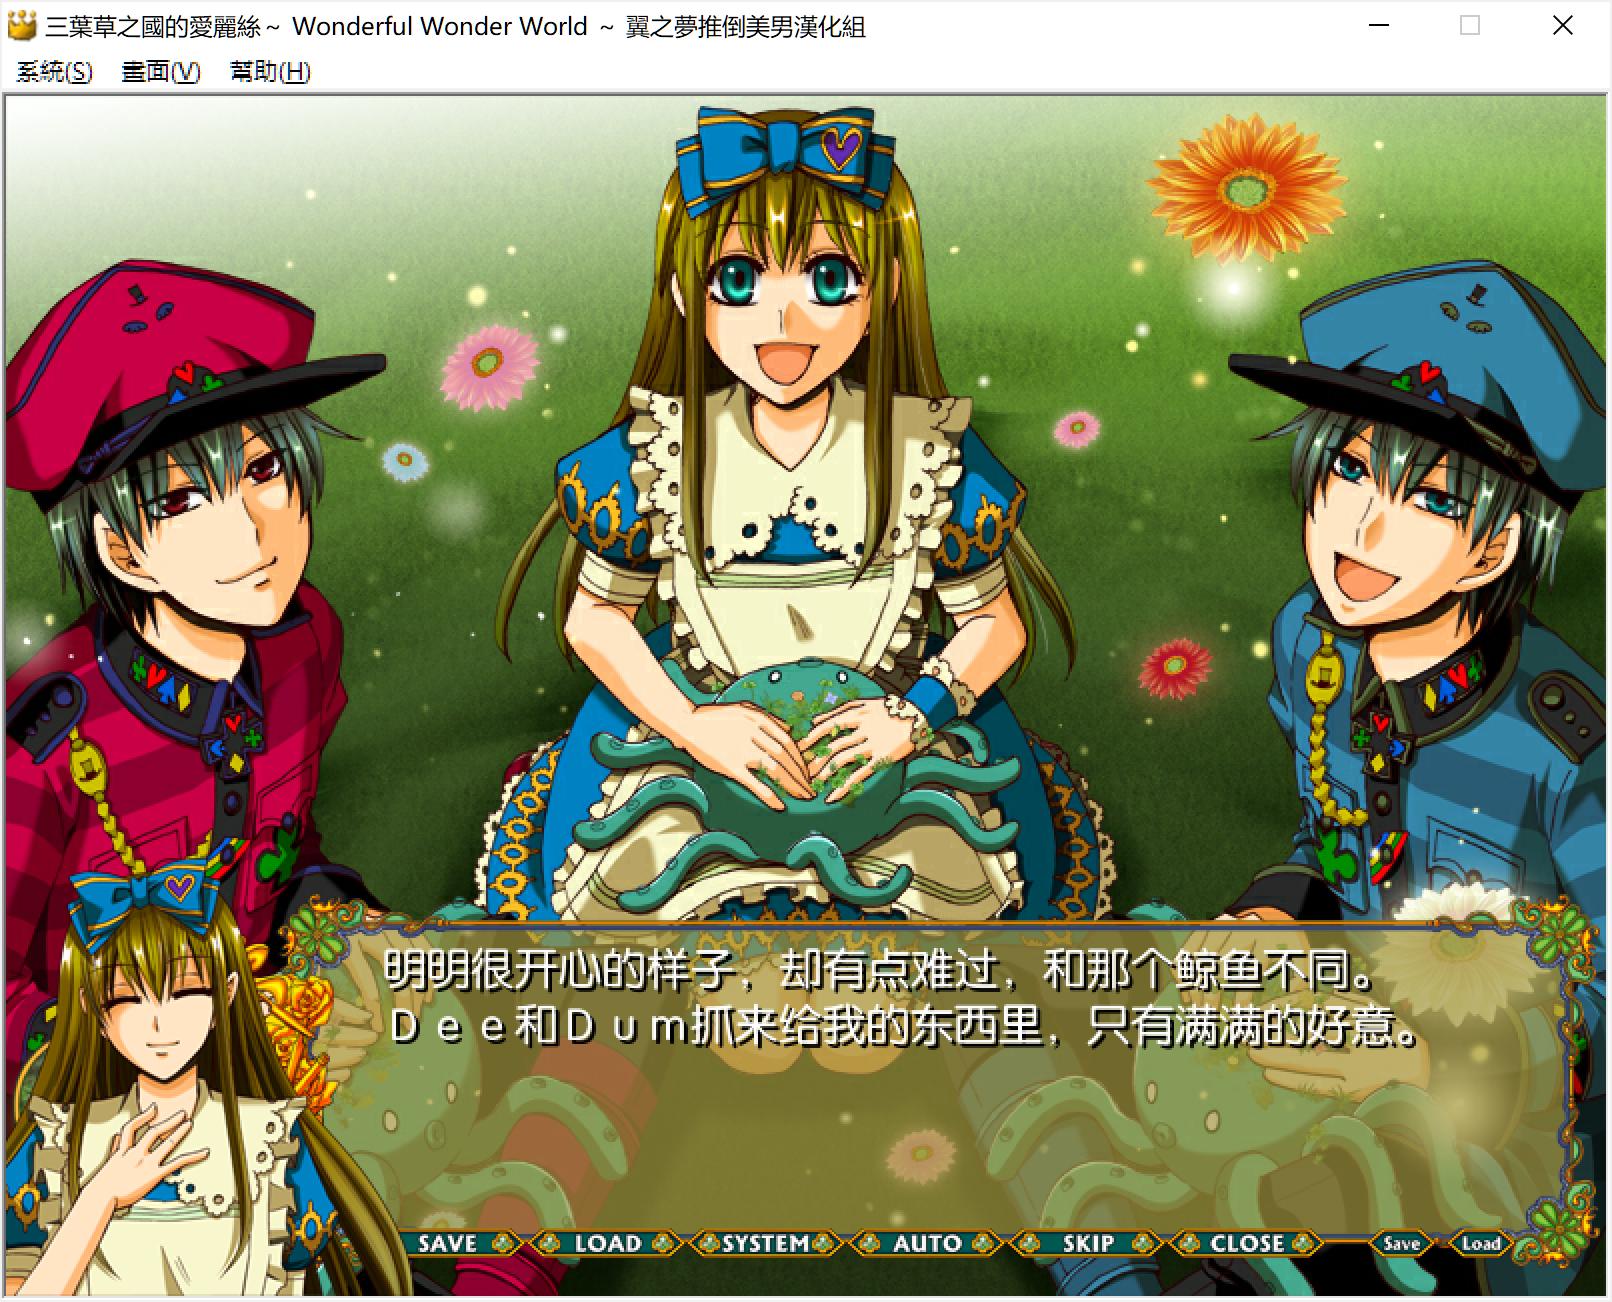 三葉草之國的愛麗絲～ Wonderful Wonder World ～ 翼之夢推倒美男漢化組
系統(S) 畫面(V) 幫助(H)
明明很开心的样子，却有点难过，和那个鲸鱼不同。
Ｄｅｅ和Ｄｕｍ抓来给我的东西里，只有满满的好意。
SAVE LOAD SYSTEM AUTO SKIP CLOSE Save Load